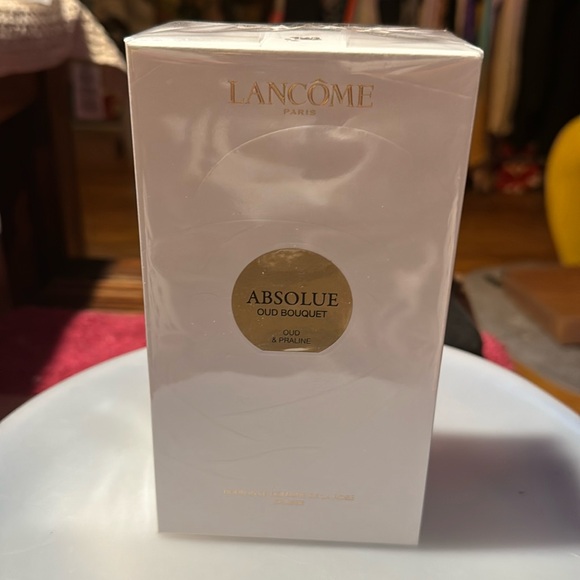 LANCÔME
PARIS
ABSOLUE
OUD BOUQUET
OUD
& PRALINE